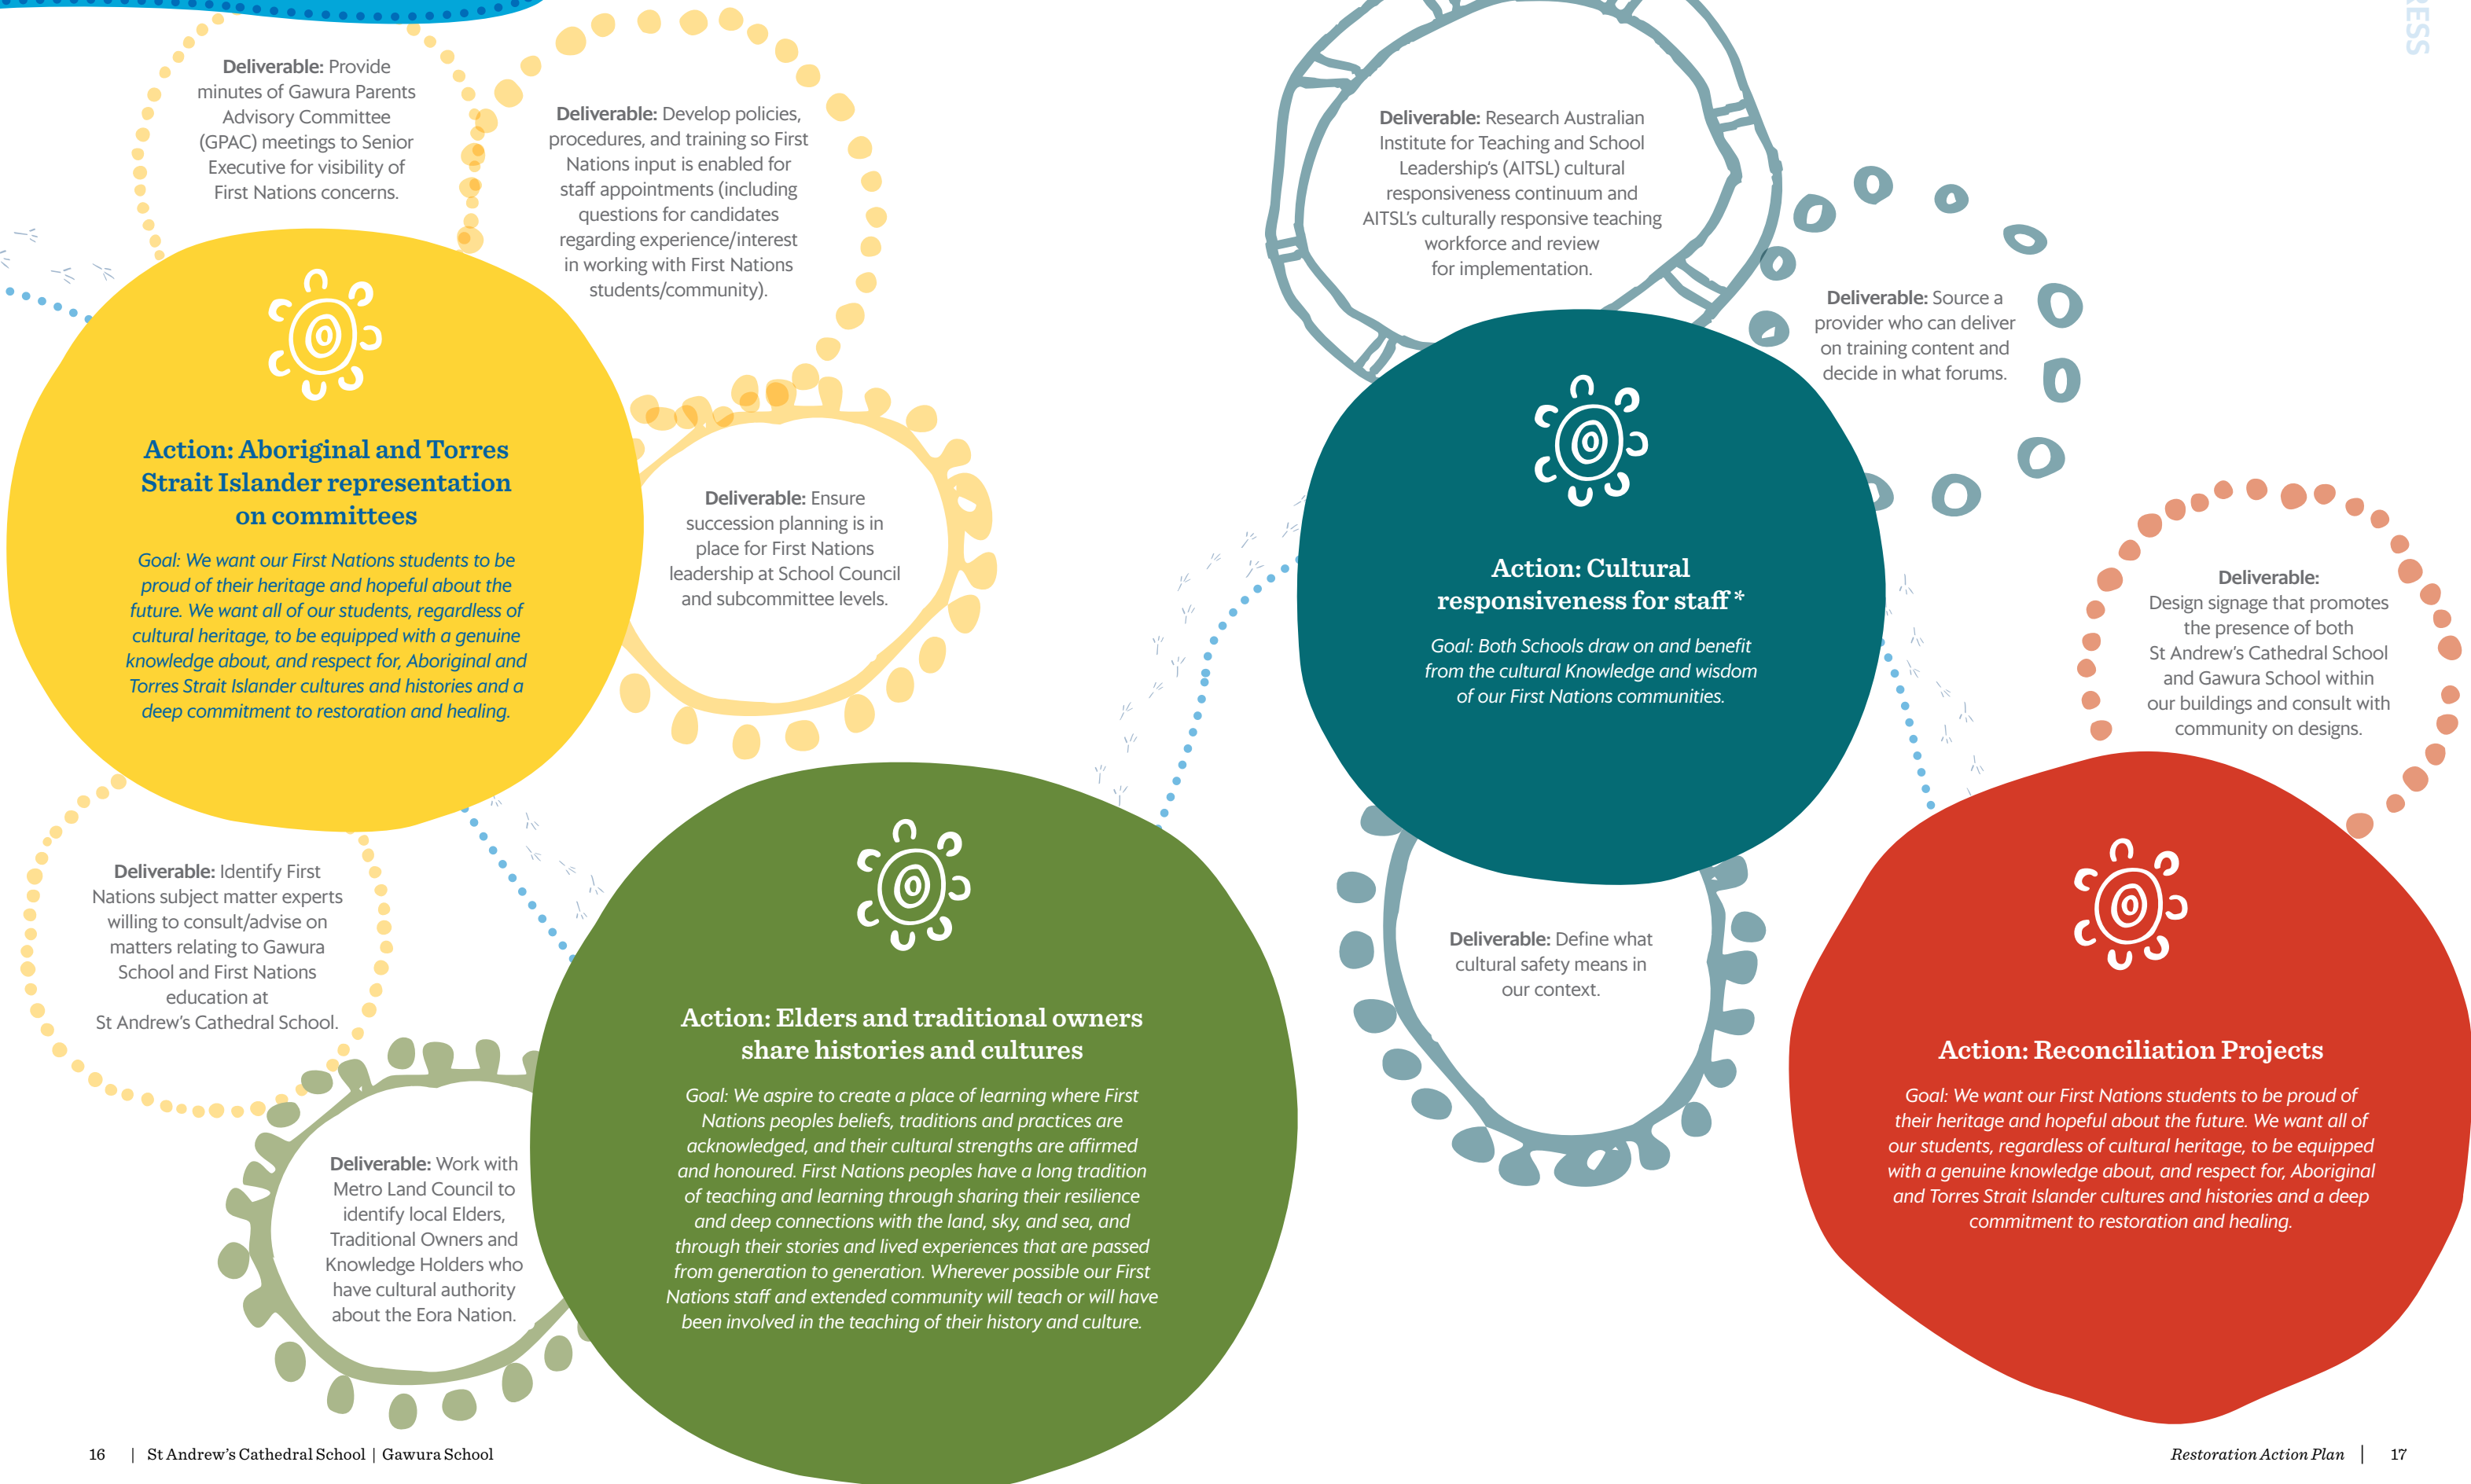 Deliverable: Provide
minutes of Gawura Parents
Advisory Committee
(GPAC) meetings to Senior
Executive for visibility of
First Nations concerns.
Deliverable: Develop policies,
procedures, and training so First
Nations input is enabled for
staff appointments (including
questions for candidates
regarding experience/interest
in working with First Nations
students/community).
Action: Aboriginal and Torres
Strait Islander representation
on committees
Goal: We want our First Nations students to be
proud of their heritage and hopeful about the
future. We want all of our students, regardless of
cultural heritage, to be equipped with a genuine
knowledge about, and respect for, Aboriginal and
Torres Strait Islander cultures and histories and a
deep commitment to restoration and healing.
Deliverable: Ensure
succession planning is in
place for First Nations
leadership at School Council
and subcommittee levels.
Deliverable: Identify First
Nations subject matter experts
willing to consult/advise on
matters relating to Gawura
School and First Nations
education at
St Andrew's Cathedral School.
Deliverable: Work with
Metro Land Council to
identify local Elders,
Traditional Owners and
Knowledge Holders who
have cultural authority
about the Eora Nation.
Action: Elders and traditional owners
share histories and cultures
Goal: We aspire to create a place of learning where First
Nations peoples beliefs, traditions and practices are
acknowledged, and their cultural strengths are affirmed
and honoured. First Nations peoples have a long tradition
of teaching and learning through sharing their resilience
and deep connections with the land, sky, and sea, and
through their stories and lived experiences that are passed
from generation to generation. Wherever possible our First
Nations staff and extended community will teach or will have
been involved in the teaching of their history and culture.
16 | St Andrew's Cathedral School | Gawura School
RESS
Deliverable: Research Australian
Institute for Teaching and School
Leadership's (AITSL) cultural
responsiveness continuum and
AITSL's culturally responsive teaching
workforce and review
for implementation.
Deliverable: Source a
provider who can deliver
on training content and
decide in what forums.
Action: Cultural
responsiveness for staff*
Goal: Both Schools draw on and benefit
from the cultural Knowledge and wisdom
of our First Nations communities.
Deliverable:
Design signage that promotes
the presence of both
St Andrew's Cathedral School
and Gawura School within
our buildings and consult with
community on designs.
Deliverable: Define what
cultural safety means in
our context.
Action: Reconciliation Projects
Goal: We want our First Nations students to be proud of
their heritage and hopeful about the future. We want all of
our students, regardless of cultural heritage, to be equipped
with a genuine knowledge about, and respect for, Aboriginal
and Torres Strait Islander cultures and histories and a deep
commitment to restoration and healing.
Restoration Action Plan | 17